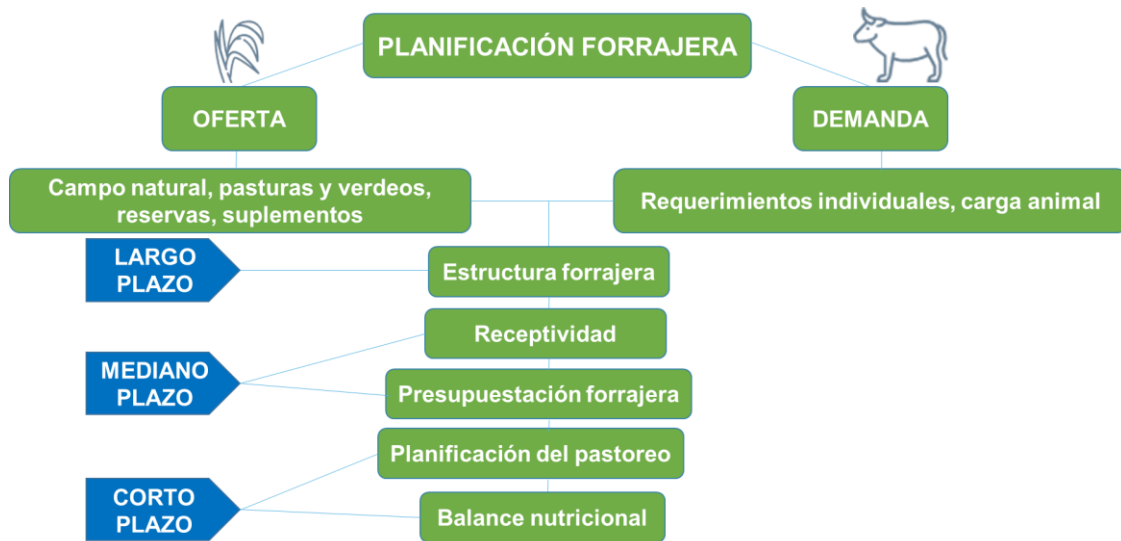 PLANIFICACIÓN FORRAJERA
OFERTA
DEMANDA
Campo natural, pasturas y verdeos,
reservas, suplementos
Requerimientos individuales, carga animal
LARGO
PLAZO
Estructura forrajera
Receptividad
MEDIANO
PLAZO
Presupuestación forrajera
Planificación del pastoreo
CORTO
PLAZO
Balance nutricional